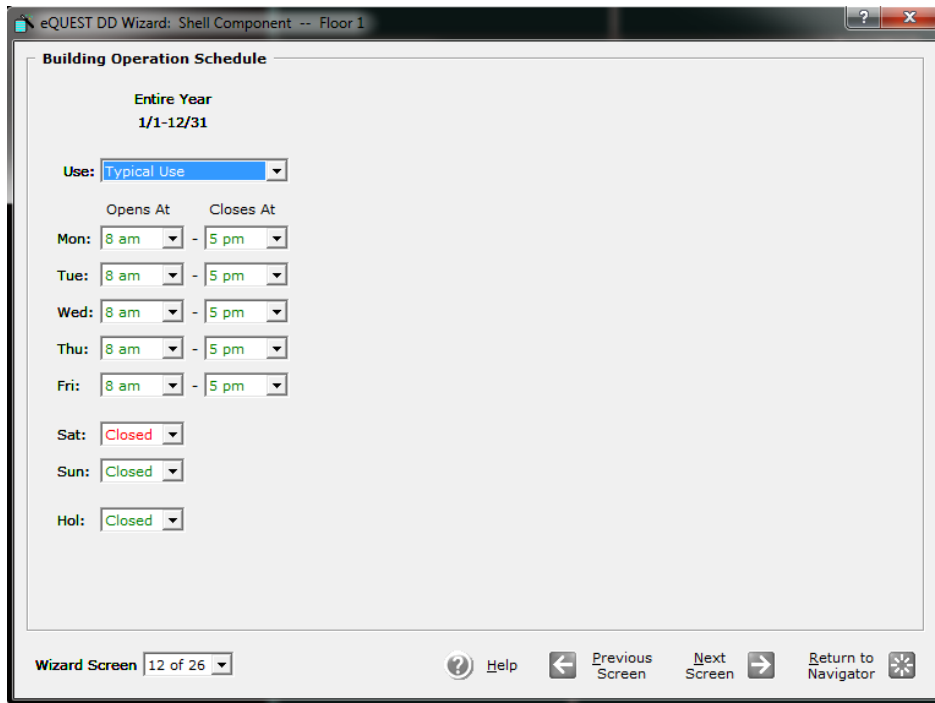 eQUEST DD Wizard: Shell Component -- Floor 1
?
X
Building Operation Schedule
Entire Year
1/1-12/31
Use: Typical Use
Opens At Closes At
Mon: 8 am - 5 pm
Tue: 8 am - 5 pm
Wed: 8 am - 5 pm
Thu: 8 am - 5 pm
Fri: 8 am - 5 pm
Sat: Closed
Sun: Closed
Hol: Closed
Wizard Screen 12 of 26
? Help
Previous
Screen
Next
Screen
Return to
Navigator